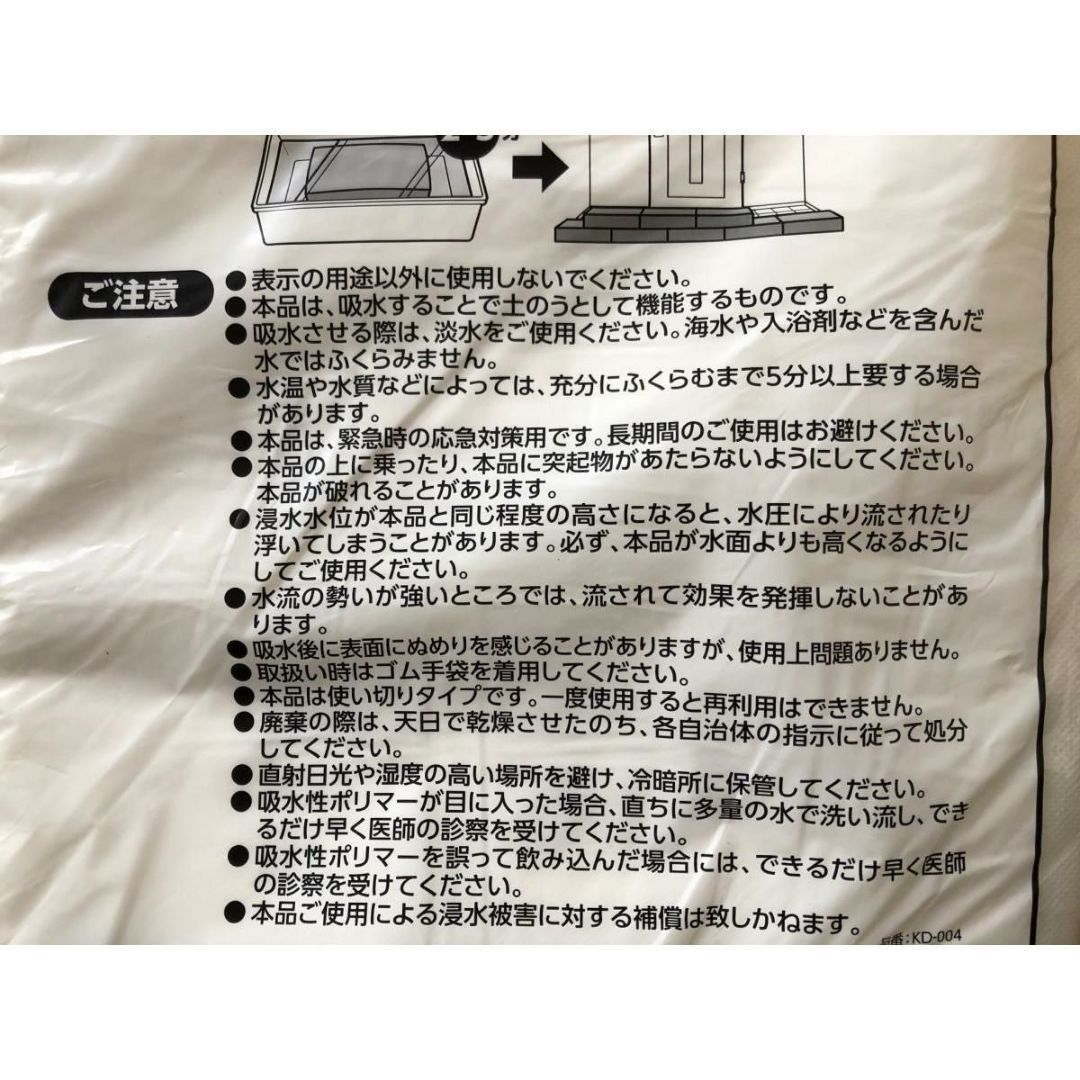 ご注意
●表示の用途以外に使用しないでください。
●本品は、吸水することで土のうとして機能するものです。
●吸水させる際は、淡水をご使用ください。海水や入浴剤などを含んだ
水ではふくらみません。
●水温や水質などによっては、充分にふくらむまで5分以上要する場合
があります。
●本品は、緊急時の応急対策用です。長期間のご使用はお避けください。
●本品の上に乗ったり、本品に突起物があたらないようにしてください。
本品が破れることがあります。
●浸水水位が本品と同じ程度の高さになると、水圧により流されたり
浮いてしまうことがあります。必ず、本品が水面よりも高くなるように
してご使用ください。
●水流の勢いが強いところでは、流されて効果を発揮しないことがあ
ります。
●吸水後に表面にぬめりを感じることがありますが、使用上問題ありません。
●取扱い時はゴム手袋を着用してください。
●本品は使い切りタイプです。一度使用すると再利用はできません。
●廃棄の際は、天日で乾燥させたのち、各自治体の指示に従って処分
してください。
●直射日光や湿度の高い場所を避け、冷暗所に保管してください。
●吸水性ポリマーが目に入った場合、直ちに多量の水で洗い流し、でき
るだけ早く医師の診察を受けてください。
●吸水性ポリマーを誤って飲み込んだ場合には、できるだけ早く医師
の診察を受けてください。
●本品ご使用による浸水被害に対する補償は致しかねます。
品番:KD-004